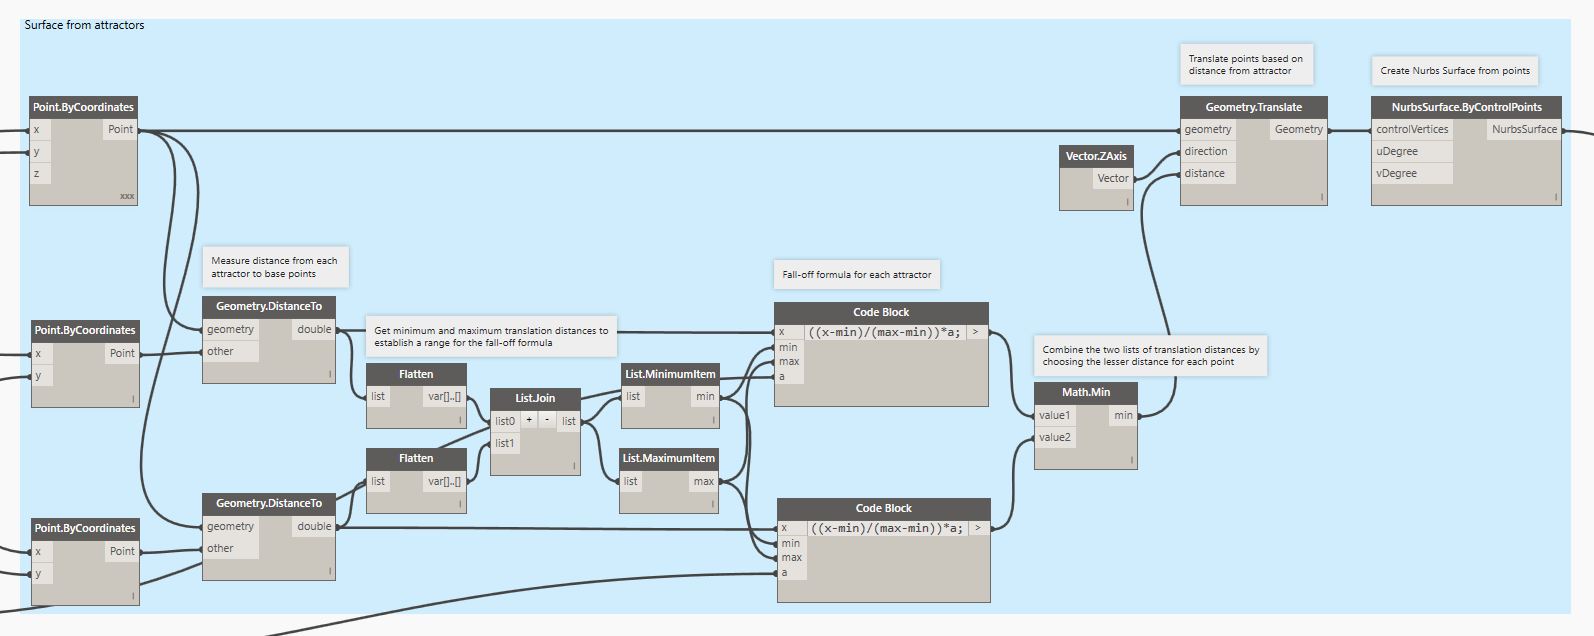 Surface from attractors
Translate points based on
distance from attractor
Create Nurbs Surface from points
Point.ByCoordinates
x
Point
y
z
xxx
Geometry.Translate
geometry
Geometry
direction
distance
l
NurbsSurface.ByControlPoints
controlVertices
NurbsSurface
uDegree
vDegree
l
Vector.ZAxis
Vector
l
Measure distance from each
attractor to base points
Fall-off formula for each attractor
Geometry.DistanceTo
geometry
double
other
l
Get minimum and maximum translation distances to
establish a range for the fall-off formula
Code Block
x
((x-min)/(max-min))*a;
>
min
max
a
Point.ByCoordinates
x
Point
y
l
Combine the two lists of translation distances by
choosing the lesser distance for each point
Flatten
list
var[]..[]
l
List.Join
list0
+
-
list
list1
l
List.MinimumItem
list
min
l
Math.Min
value1
min
value2
l
Flatten
list
var[]..[]
l
List.MaximumItem
list
max
l
Geometry.DistanceTo
geometry
double
other
l
Code Block
x
((x-min)/(max-min))*a;
>
min
max
a
Point.ByCoordinates
x
Point
y
l